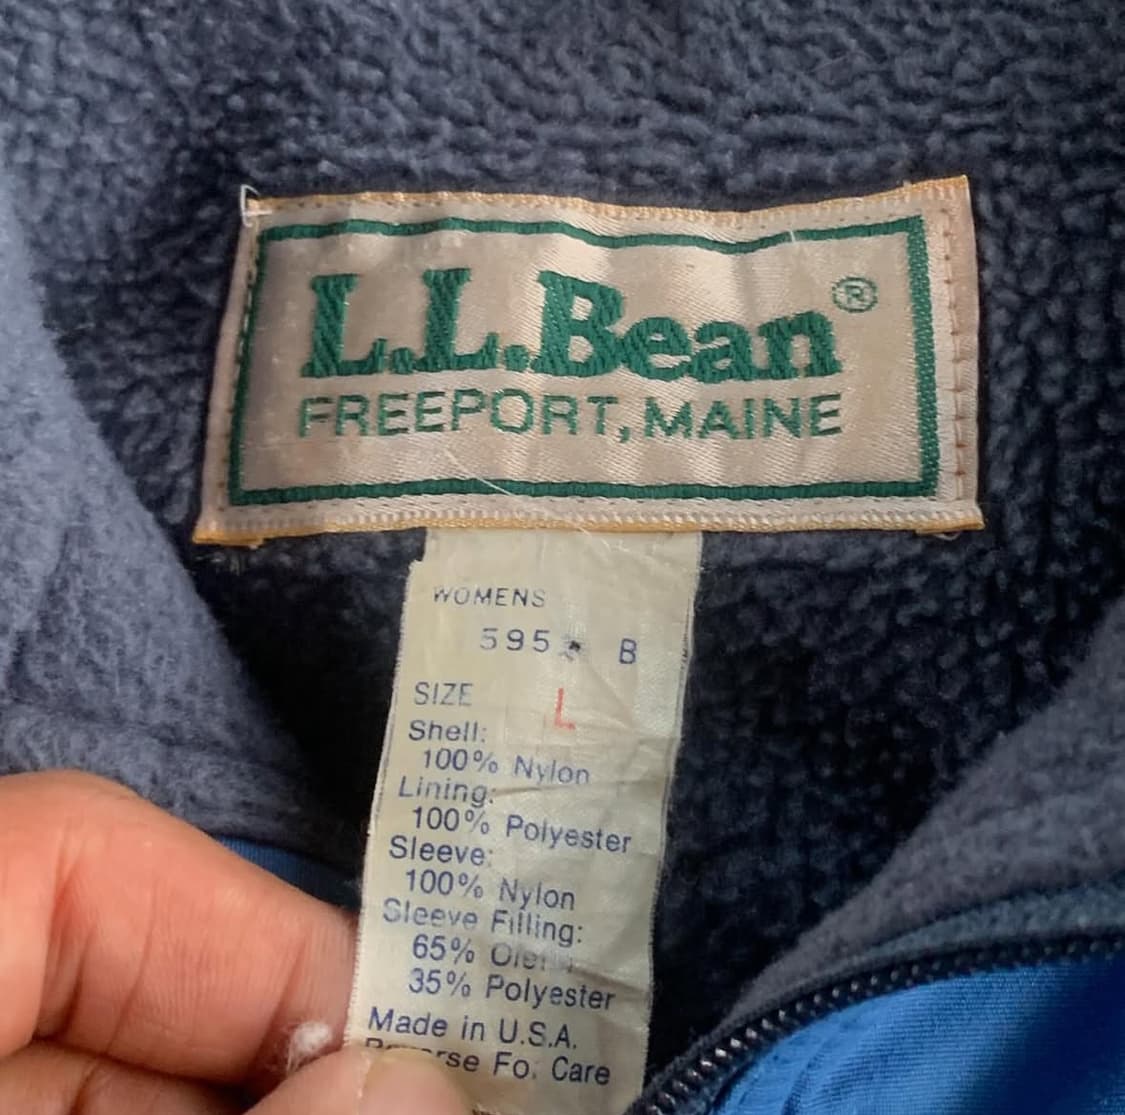 L.L.Bean®
FREEPORT, MAINE
WOMENS
595 B
SIZE L
Shell:
100% Nylon
Lining:
100% Polyester
Sleeve:
100% Nylon
Sleeve Filling:
65%
35% Polyester
Made in U.S.A.
Care